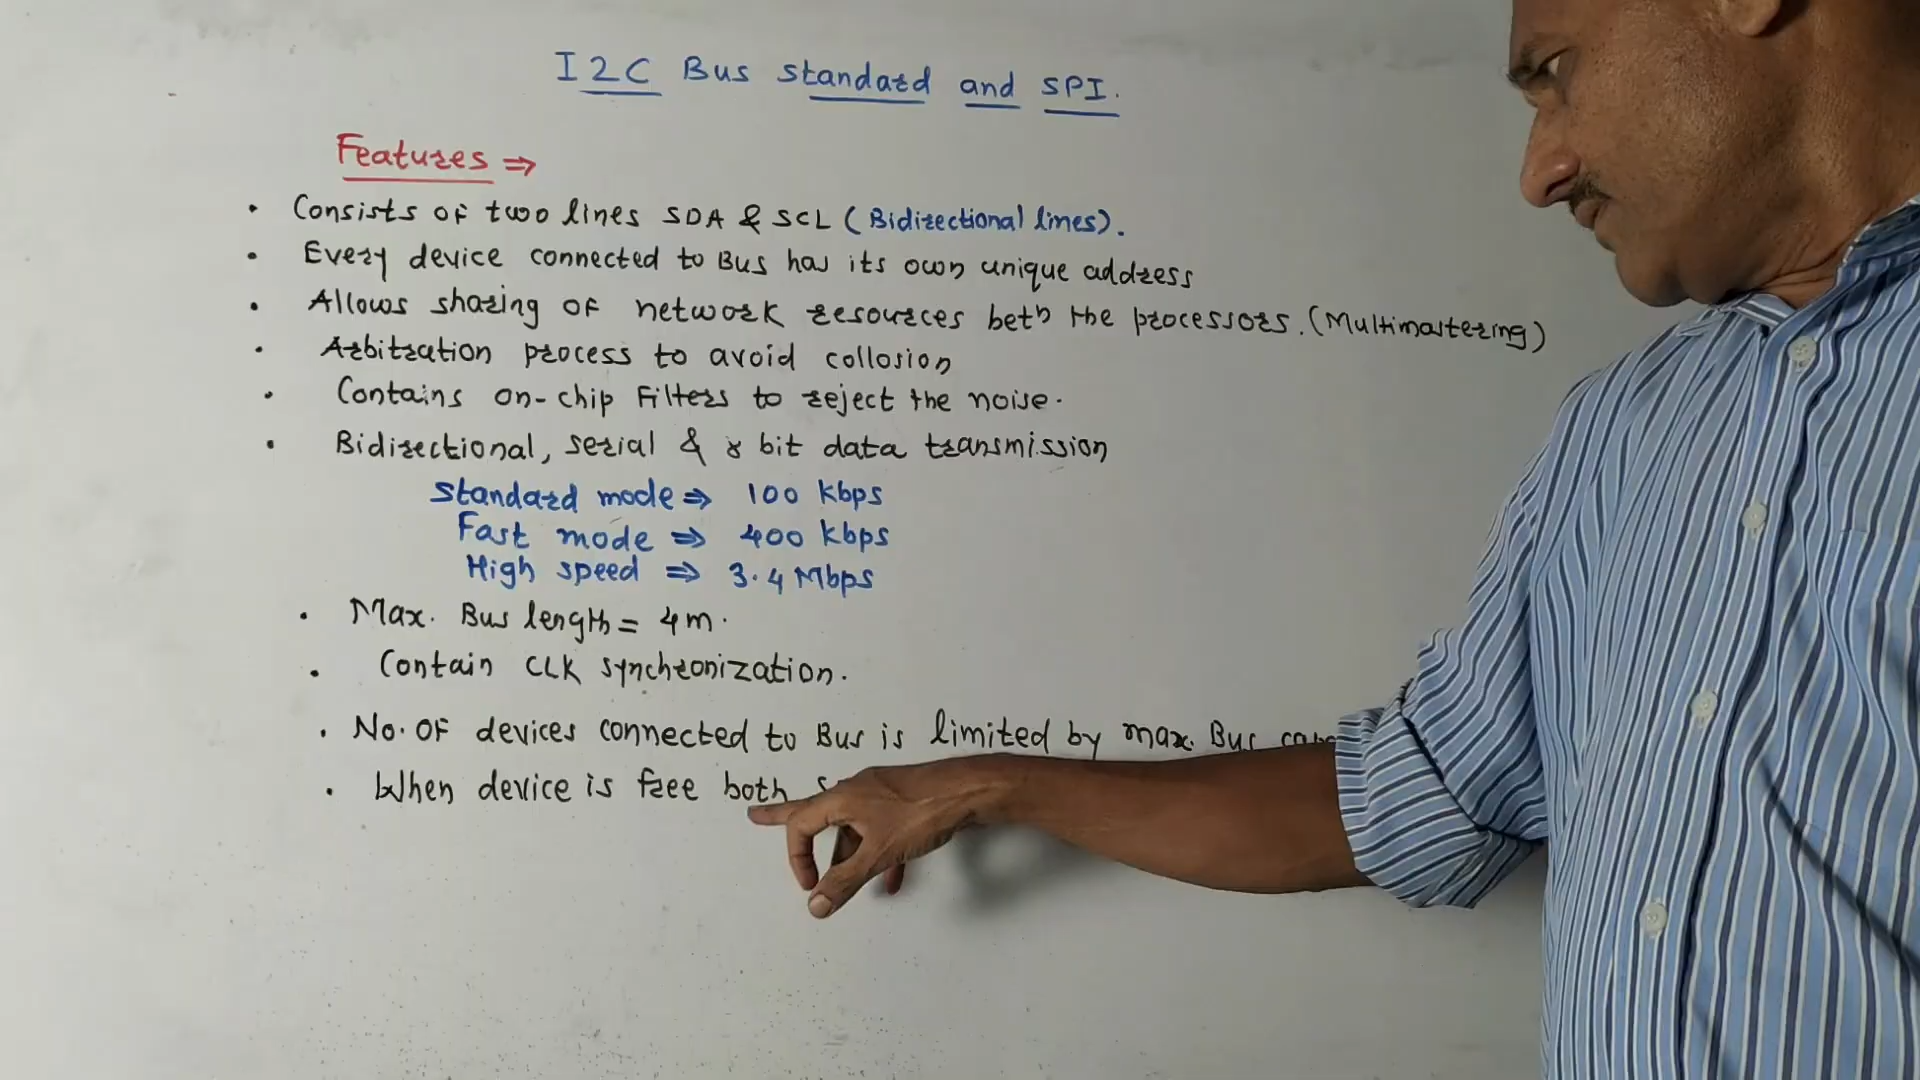 I2C Bus standard and SPI.
Features ⇒
• Consists of two lines SDA & SCL (Bidirectional lines).
• Every device connected to Bus has its own unique address
• Allows sharing of network resources betn the processors. (Multimastering)
• Arbitration process to avoid collosion
• Contains on-chip Filters to reject the noise.
• Bidirectional, serial & 8 bit data transmission
Standard mode ⇒ 100 kbps
Fast mode ⇒ 400 kbps
High speed ⇒ 3.4 Mbps
• Max. Bus length = 4m.
• Contain CLK synchronization.
• No. OF devices connected to Bus is limited by max. Bus
• When device is free both